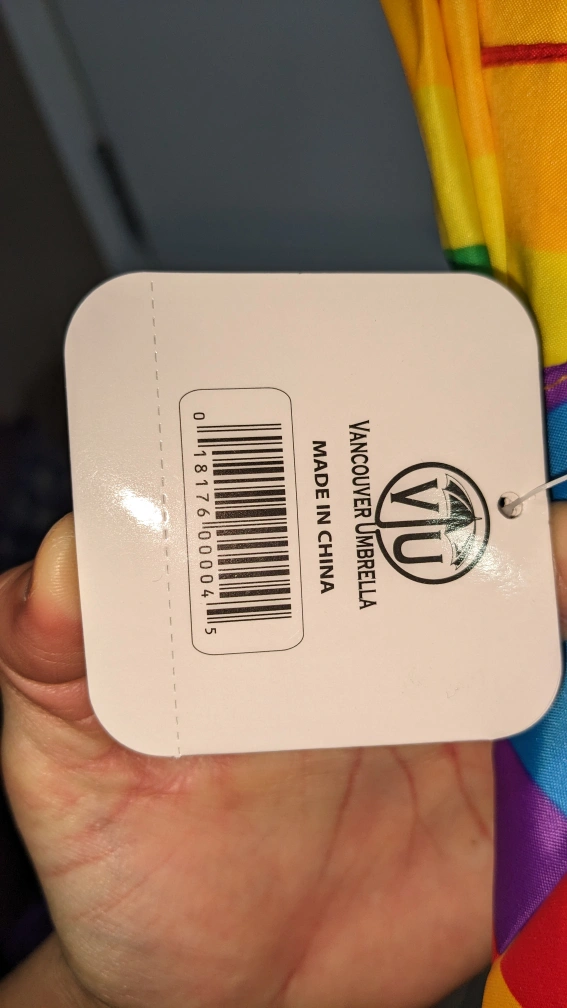 VU
VANCOUVER UMBRELLA
MADE IN CHINA
0 18176 00004 5